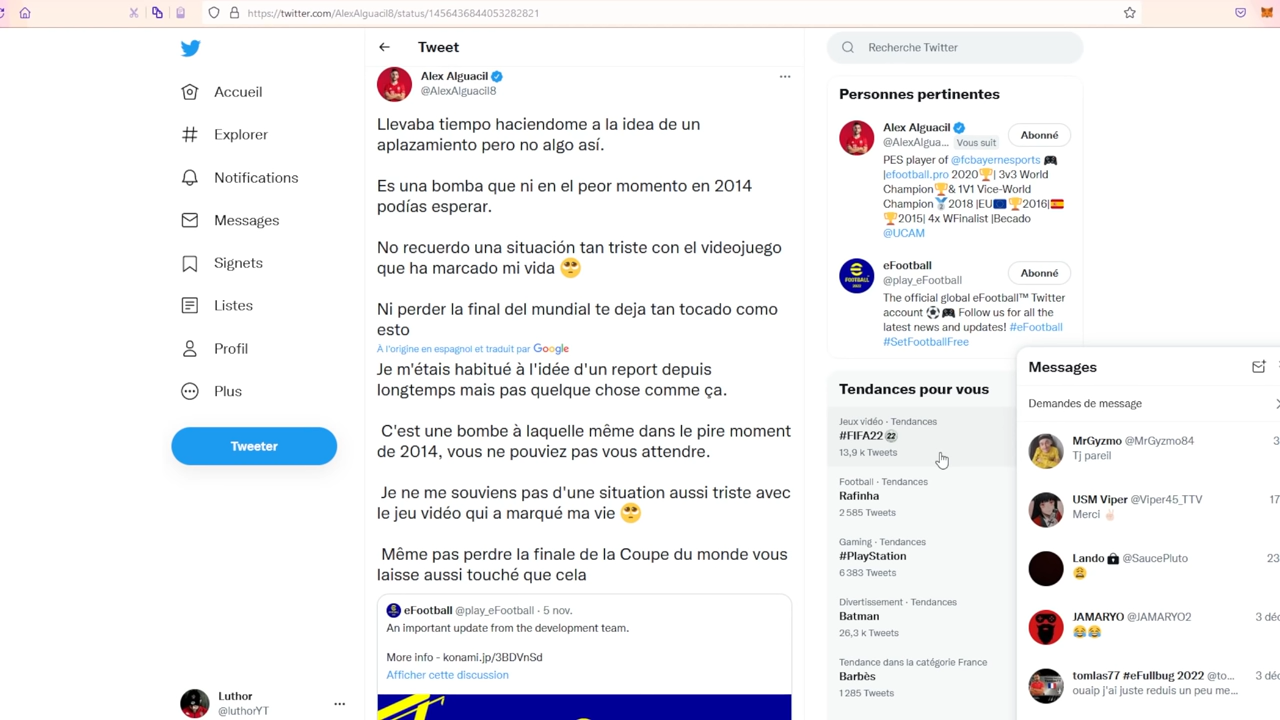 https://twitter.com/AlexAlguacil8/status/1456436844053282821
Accueil
Explorer
Notifications
Messages
Signets
Listes
Profil
Plus
Tweeter
Luthor
@luthorYT
Tweet
Alex Alguacil
@AlexAlguacil8
Llevaba tiempo haciendome a la idea de un
aplazamiento pero no algo así.
Es una bomba que ni en el peor momento en 2014
podías esperar.
No recuerdo una situación tan triste con el videojuego
que ha marcado mi vida 🥺
Ni perder la final del mundial te deja tan tocado como
esto
À l'origine en espagnol et traduit par Google
Je m'étais habitué à l'idée d'un report depuis
longtemps mais pas quelque chose comme ça.
C'est une bombe à laquelle même dans le pire moment
de 2014, vous ne pouviez pas vous attendre.
Je ne me souviens pas d'une situation aussi triste avec
le jeu vidéo qui a marqué ma vie 🥺
Même pas perdre la finale de la Coupe du monde vous
laisse aussi touché que cela
eFootball @play_eFootball · 5 nov.
An important update from the development team.
More info - konami.jp/3BDVnSd
Afficher cette discussion
Recherche Twitter
Personnes pertinentes
Alex Alguacil
@AlexAlgua... Vous suit
Abonné
PES player of @fcbayernesports 🎮
|efootball.pro 2020🏆| 3v3 World
Champion🏆& 1V1 Vice-World
Champion🥈2018 |EU🇪🇺🏆2016|🇪🇸
🏆2015| 4x WFinalist |Becado
@UCAM
eFootball
@play_eFootball
Abonné
The official global eFootball™ Twitter
account ⚽🎮 Follow us for all the
latest news and updates! #eFootball
#SetFootballFree
Tendances pour vous
Jeux vidéo · Tendances
#FIFA22 22
13,9 k Tweets
Football · Tendances
Rafinha
2 585 Tweets
Gaming · Tendances
#PlayStation
6 383 Tweets
Divertissement · Tendances
Batman
26,3 k Tweets
Tendance dans la catégorie France
Barbès
1 285 Tweets
Messages
Demandes de message
MrGyzmo @MrGyzmo84 3
Tj pareil
USM Viper @Viper45_TTV 17
Merci ✌🏻
Lando @SaucePluto 23
😩
JAMARYO @JAMARYO2 3 déc
😂😂
tomlas77 #eFullbug 2022 @to... 3 déc
ouaip j'ai juste reduis un peu me...